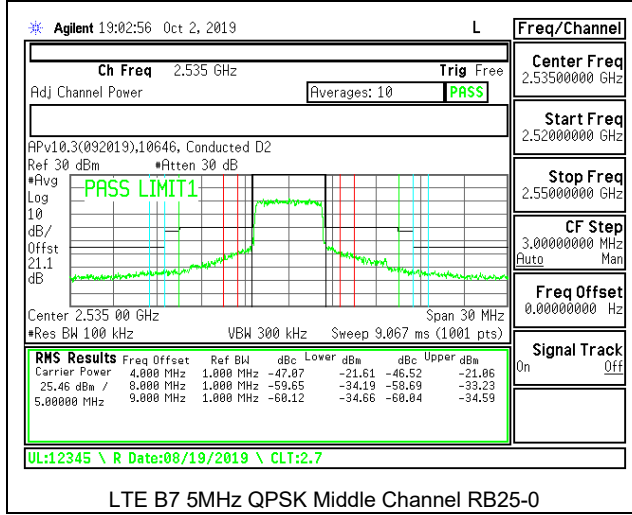 Agilent 19:02:56 Oct 2, 2019 L Freq/Channel
Ch Freq 2.535 GHz Trig Free
Adj Channel Power Averages: 10 PASS
APv10.3(092019),10646, Conducted D2
Ref 30 dBm #Atten 30 dB
#Avg
Log
10
dB/
Offst
21.1
dB
PASS LIMIT1
Center 2.535 00 GHz Span 30 MHz
#Res BW 100 kHz VBW 300 kHz Sweep 9.067 ms (1001 pts)
RMS Results Freq Offset Ref BW dBc Lower dBm dBc Upper dBm
Carrier Power 4.000 MHz 1.000 MHz -47.07 -21.61 -46.52 -21.06
25.46 dBm / 8.000 MHz 1.000 MHz -59.65 -34.19 -58.69 -33.23
5.00000 MHz 9.000 MHz 1.000 MHz -60.12 -34.66 -60.04 -34.59
UL:12345 \ R Date:08/19/2019 \ CLT:2.7
Center Freq
2.53500000 GHz
Start Freq
2.52000000 GHz
Stop Freq
2.55000000 GHz
CF Step
3.00000000 MHz
Auto Man
Freq Offset
0.00000000 Hz
Signal Track
On Off
LTE B7 5MHz QPSK Middle Channel RB25-0